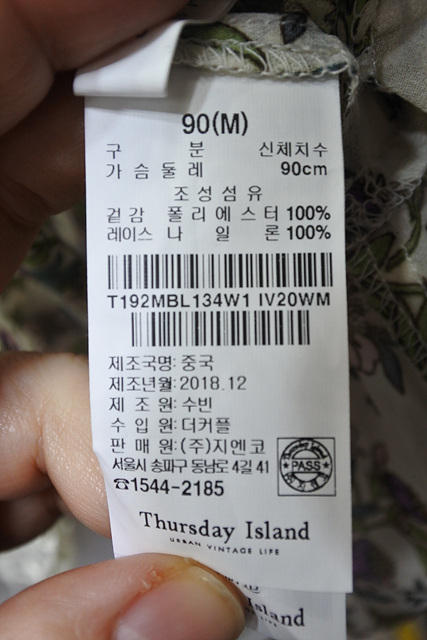 90(M)
구 분 신체치수
가슴둘레 90cm
조성섬유
겉감 폴리에스터 100%
레이스 나일론 100%
T192MBL134W1 IV20WM
제조국명: 중국
제조년월: 2018.12
제조원: 수빈
수입원: 더커플
판매원: (주)지엔코
서울시 송파구 동남로 4길 41
☎1544-2185
PASS
Thursday Island
URBAN VINTAGE LIFE
Island